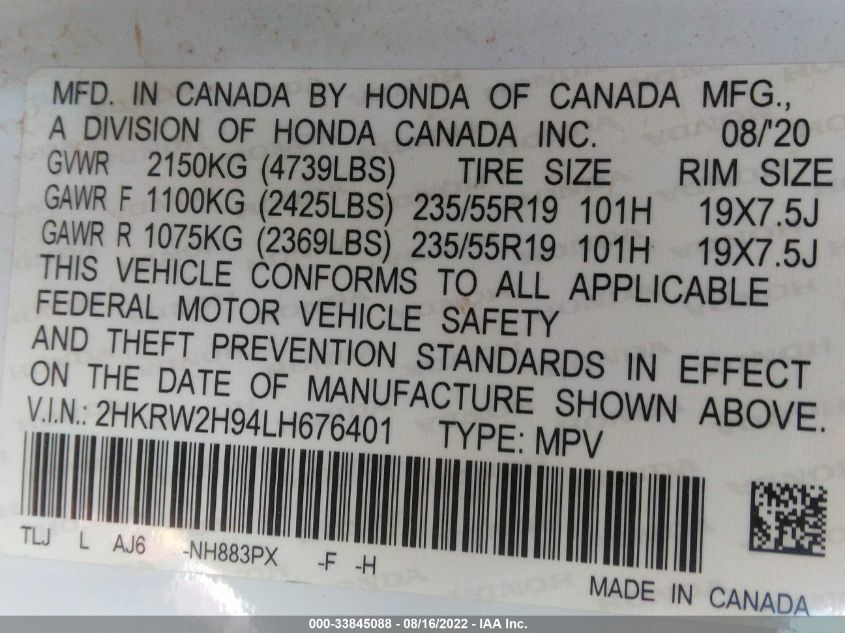 MFD. IN CANADA BY HONDA OF CANADA MFG.,
A DIVISION OF HONDA CANADA INC. 08/'20
GVWR 2150KG (4739LBS) TIRE SIZE RIM SIZE
GAWR F 1100KG (2425LBS) 235/55R19 101H 19X7.5J
GAWR R 1075KG (2369LBS) 235/55R19 101H 19X7.5J
THIS VEHICLE CONFORMS TO ALL APPLICABLE
FEDERAL MOTOR VEHICLE SAFETY
AND THEFT PREVENTION STANDARDS IN EFFECT
ON THE DATE OF MANUFACTURE SHOWN ABOVE.
V.I.N.: 2HKRW2H94LH676401 TYPE: MPV
TLJ L AJ6 -NH883PX -F -H
MADE IN CANADA
000-33845088 - 08/16/2022 - IAA Inc.